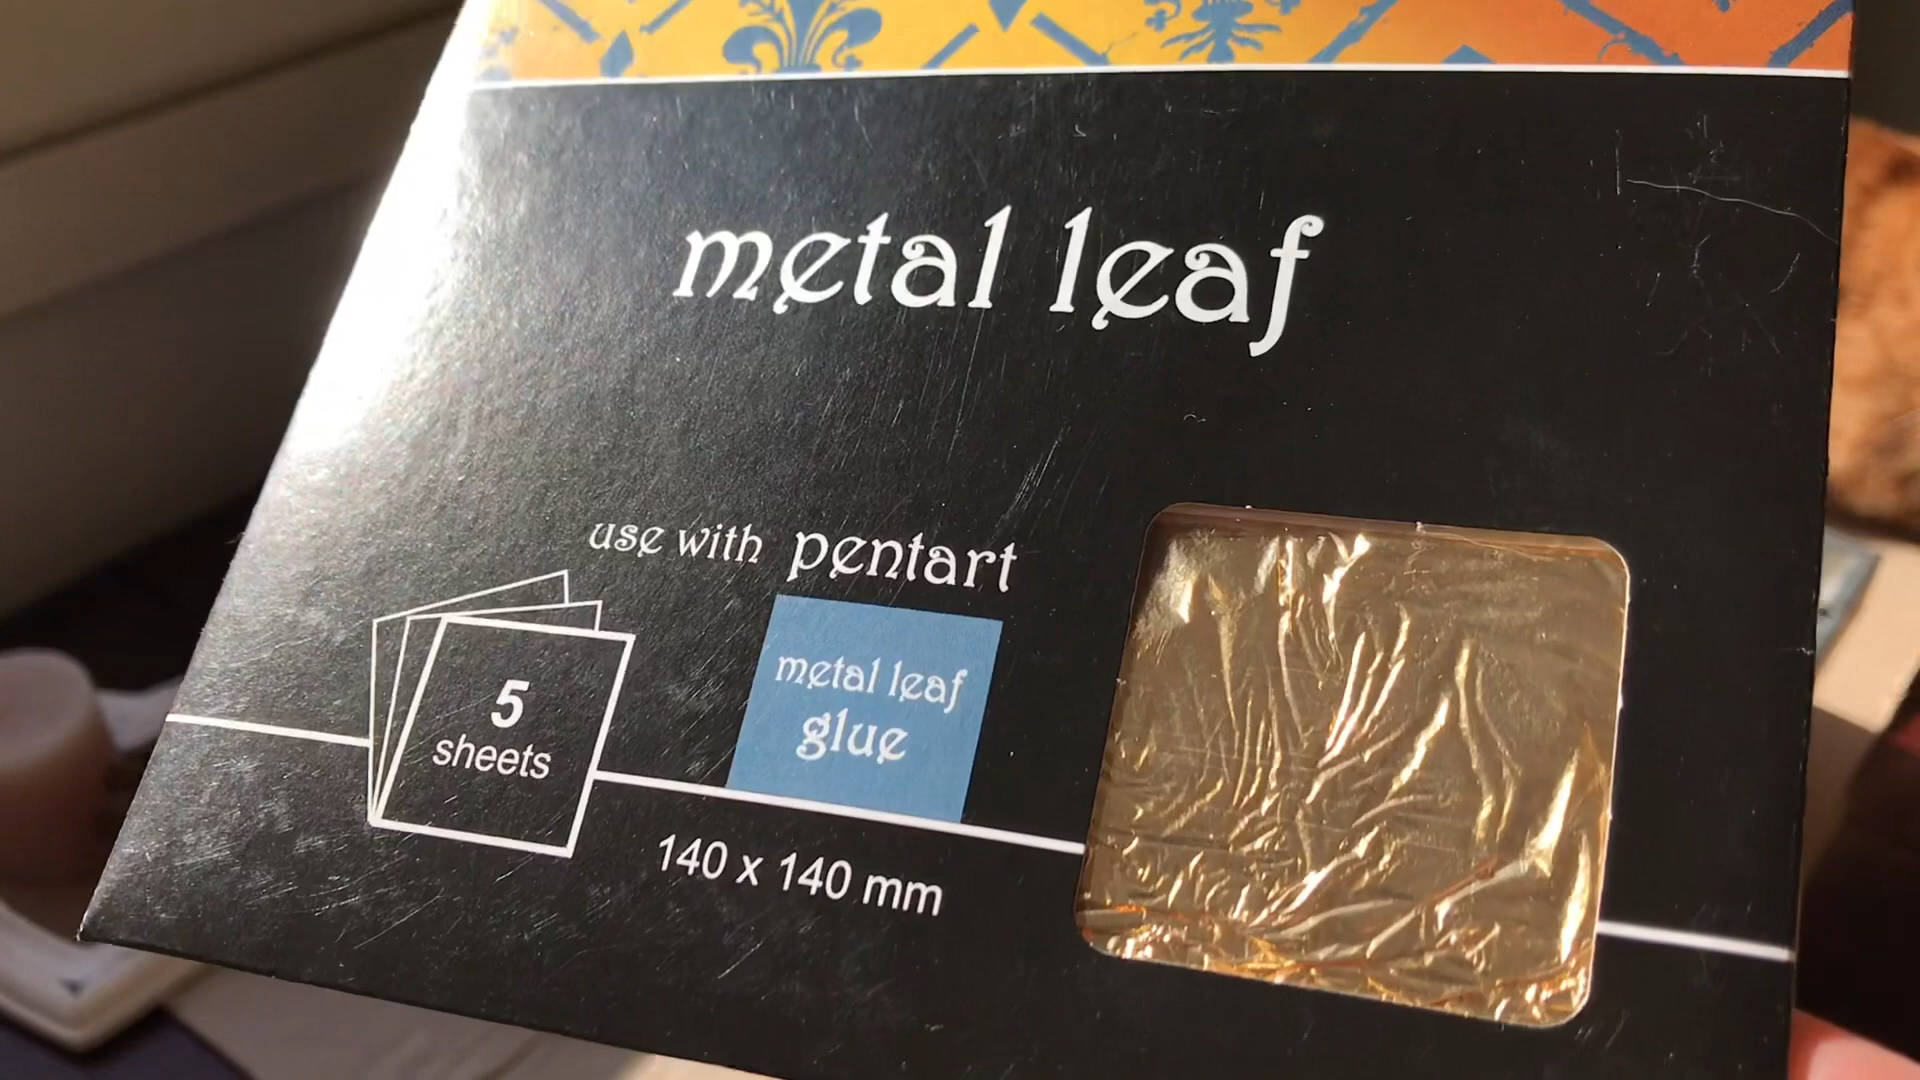 metal leaf
use with pentart
metal leaf
glue
5
sheets
140 x 140 mm